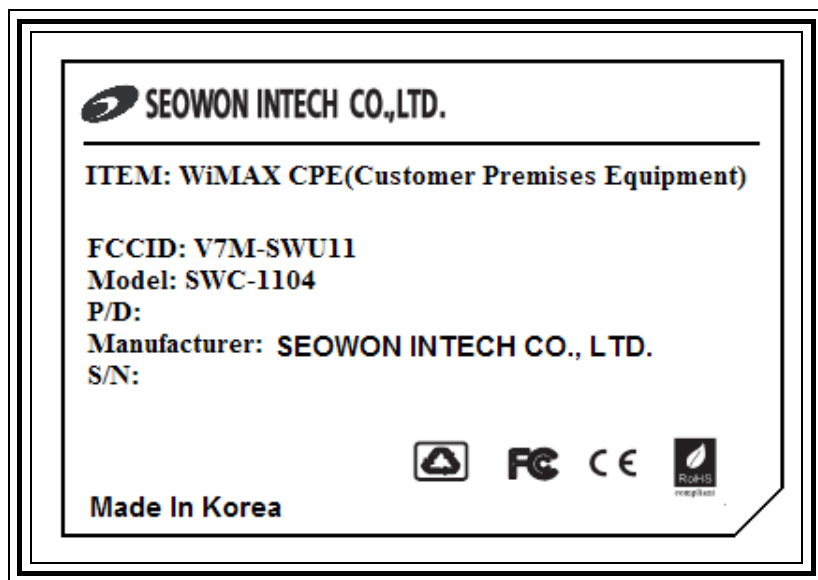 SEOWON INTECH CO.,LTD.
ITEM: WiMAX CPE(Customer Premises Equipment)
FCCID: V7M-SWU11
Model: SWC-1104
P/D:
Manufacturer: SEOWON INTECH CO., LTD.
S/N:
FC CE RoHS
compliant
Made In Korea